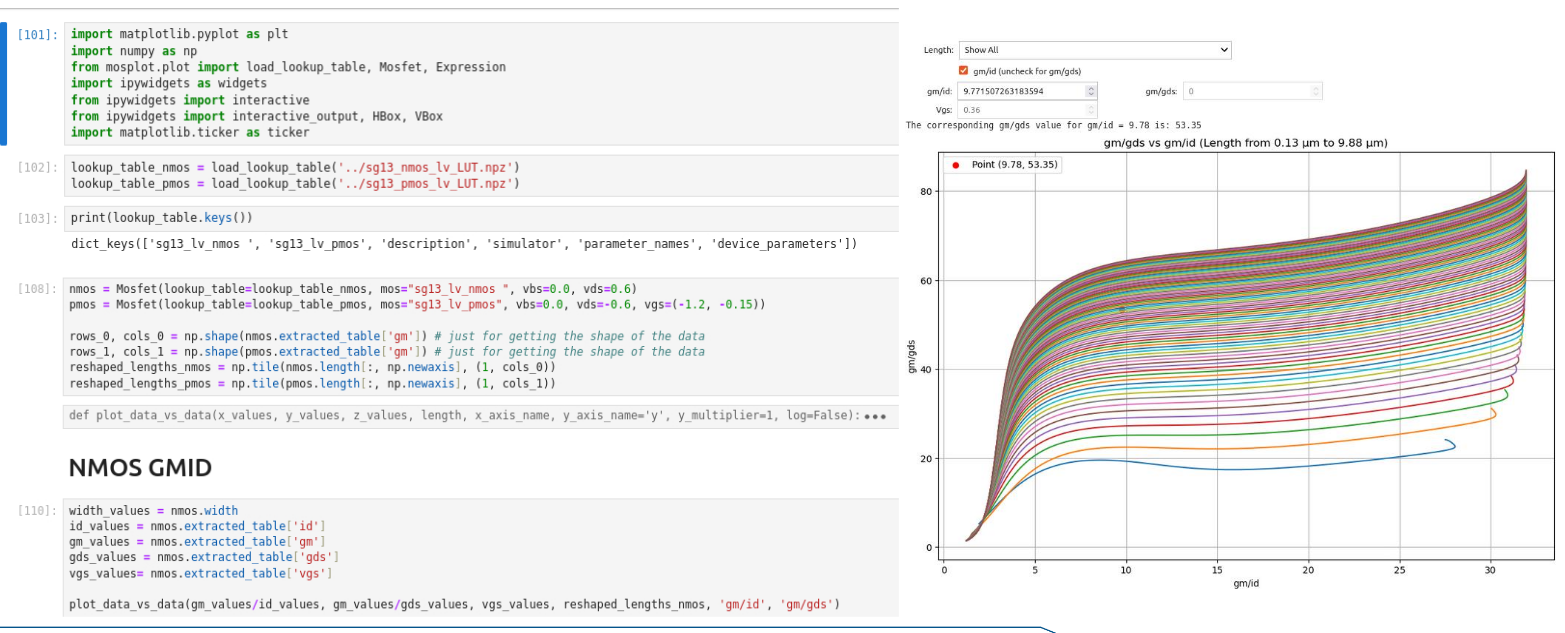 [101]: import matplotlib.pyplot as plt
import numpy as np
from mosplot.plot import load_lookup_table, Mosfet, Expression
import ipywidgets as widgets
from ipywidgets import interactive
from ipywidgets import interactive_output, HBox, VBox
import matplotlib.ticker as ticker
[102]: lookup_table_nmos = load_lookup_table('../sg13_nmos_lv_LUT.npz')
lookup_table_pmos = load_lookup_table('../sg13_pmos_lv_LUT.npz')
[103]: print(lookup_table.keys())
dict_keys(['sg13_lv_nmos ', 'sg13_lv_pmos', 'description', 'simulator', 'parameter_names', 'device_parameters'])
[108]: nmos = Mosfet(lookup_table=lookup_table_nmos, mos="sg13_lv_nmos ", vbs=0.0, vds=0.6)
pmos = Mosfet(lookup_table=lookup_table_pmos, mos="sg13_lv_pmos", vbs=0.0, vds=-0.6, vgs=(-1.2, -0.15))
rows_0, cols_0 = np.shape(nmos.extracted_table['gm']) # just for getting the shape of the data
rows_1, cols_1 = np.shape(pmos.extracted_table['gm']) # just for getting the shape of the data
reshaped_lengths_nmos = np.tile(nmos.length[:, np.newaxis], (1, cols_0))
reshaped_lengths_pmos = np.tile(pmos.length[:, np.newaxis], (1, cols_1))
def plot_data_vs_data(x_values, y_values, z_values, length, x_axis_name, y_axis_name='y', y_multiplier=1, log=False): •••
NMOS GMID
[110]: width_values = nmos.width
id_values = nmos.extracted_table['id']
gm_values = nmos.extracted_table['gm']
gds_values = nmos.extracted_table['gds']
vgs_values= nmos.extracted_table['vgs']
plot_data_vs_data(gm_values/id_values, gm_values/gds_values, vgs_values, reshaped_lengths_nmos, 'gm/id', 'gm/gds')
Length: Show All
gm/id (uncheck for gm/gds)
gm/id: 9.771507263183594 gm/gds: 0
Vgs: 0.36
The corresponding gm/gds value for gm/id = 9.78 is: 53.35
gm/gds vs gm/id (Length from 0.13 μm to 9.88 μm)
Point (9.78, 53.35)
80
60
40
20
0
gm/gds
0 5 10 15 20 25 30
gm/id